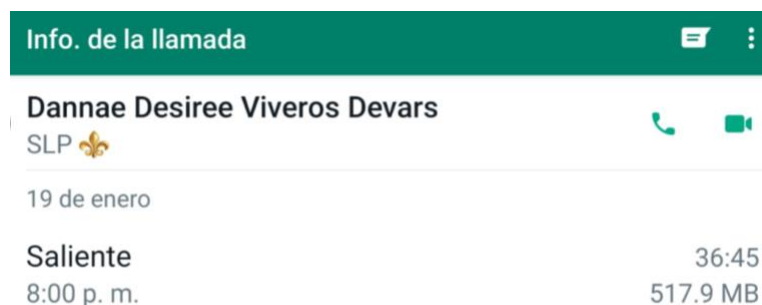 Info. de la llamada
Dannae Desiree Viveros Devars
SLP ⚜️
19 de enero
Saliente 36:45
8:00 p. m. 517.9 MB